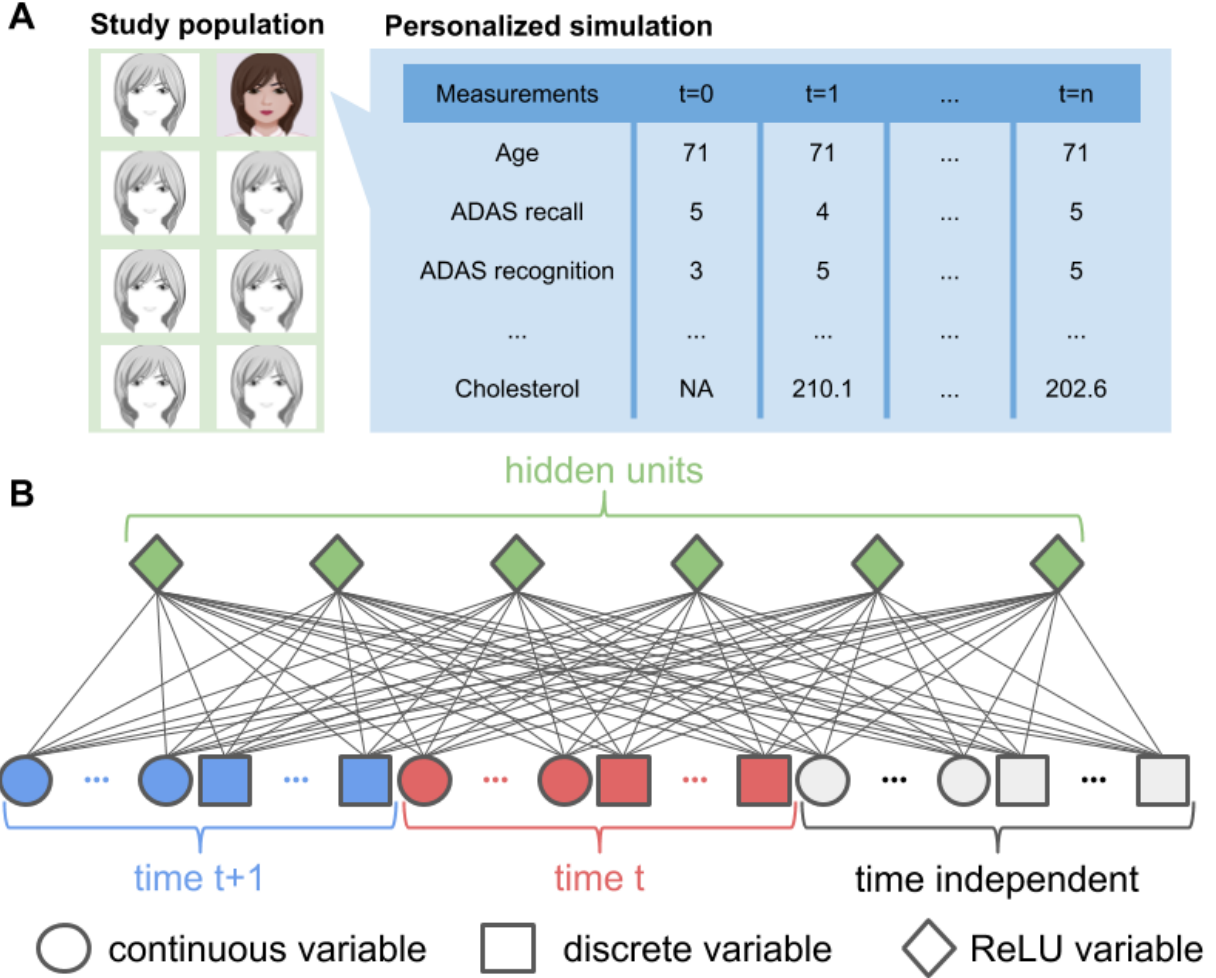 A
Study population
Personalized simulation
Measurements t=0 t=1 ... t=n
Age 71 71 ... 71
ADAS recall 5 4 ... 5
ADAS recognition 3 5 ... 5
... ... ... ... ...
Cholesterol NA 210.1 ... 202.6
hidden units
B
... ... ... ... ... ...
time t+1 time t time independent
continuous variable discrete variable ReLU variable